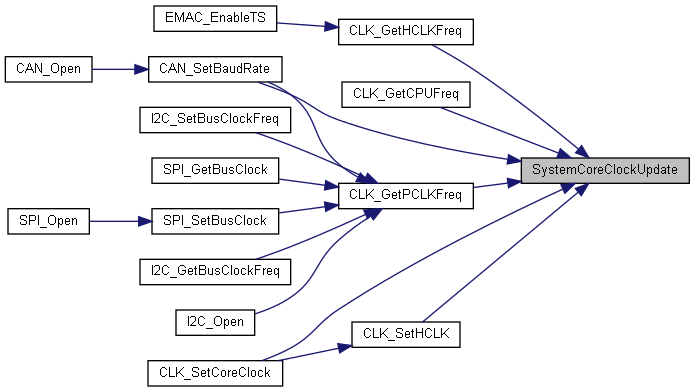 EMAC_EnableTS
CLK_GetHCLKFreq
CAN_Open
CAN_SetBaudRate
CLK_GetCPUFreq
I2C_SetBusClockFreq
SPI_GetBusClock
SystemCoreClockUpdate
CLK_GetPCLKFreq
SPI_Open
SPI_SetBusClock
I2C_GetBusClockFreq
I2C_Open
CLK_SetHCLK
CLK_SetCoreClock